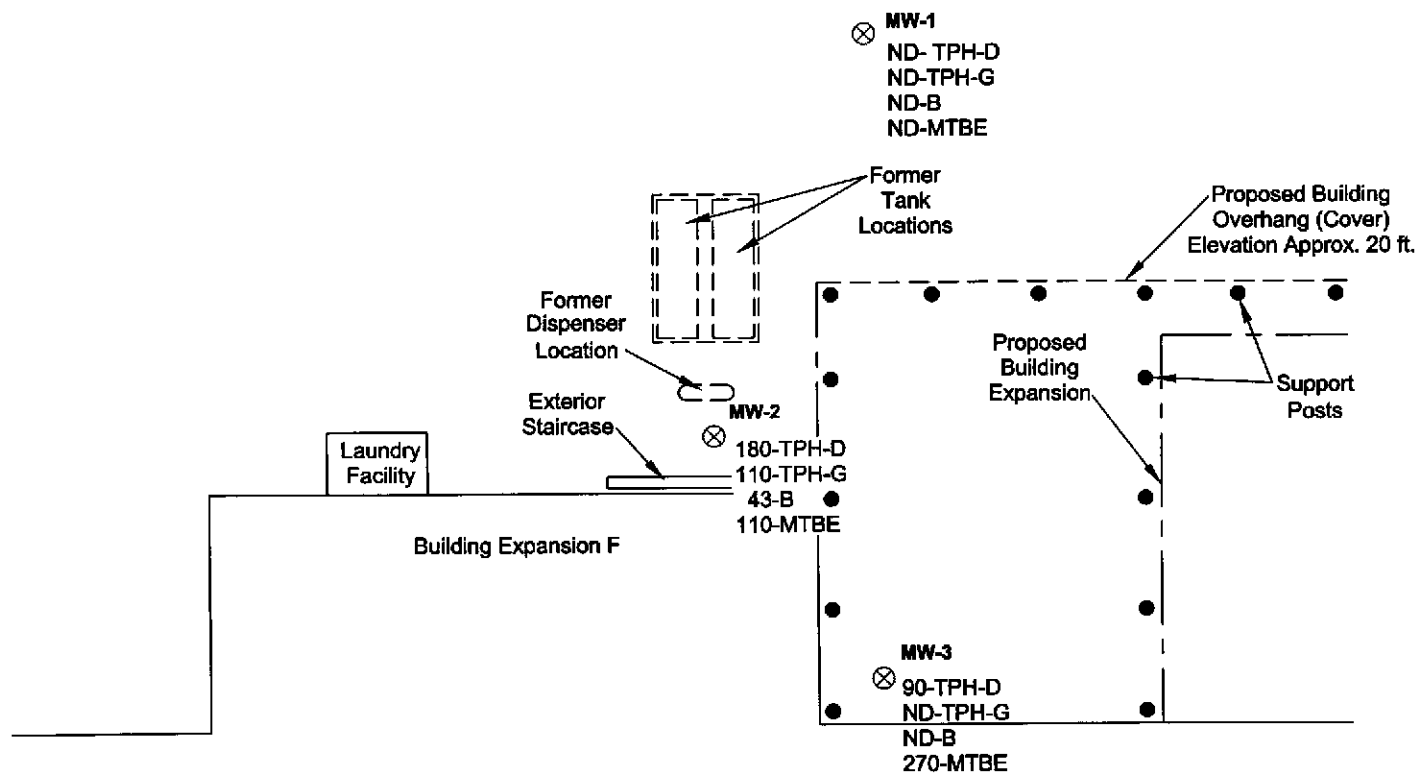 MW-1
ND- TPH-D
ND-TPH-G
ND-B
ND-MTBE
Former
Tank
Locations
Proposed Building
Overhang (Cover)
Elevation Approx. 20 ft.
Former
Dispenser
Location
Proposed
Building
Expansion
Support
Posts
Exterior
Staircase
MW-2
180-TPH-D
110-TPH-G
43-B
110-MTBE
Laundry
Facility
Building Expansion F
MW-3
90-TPH-D
ND-TPH-G
ND-B
270-MTBE